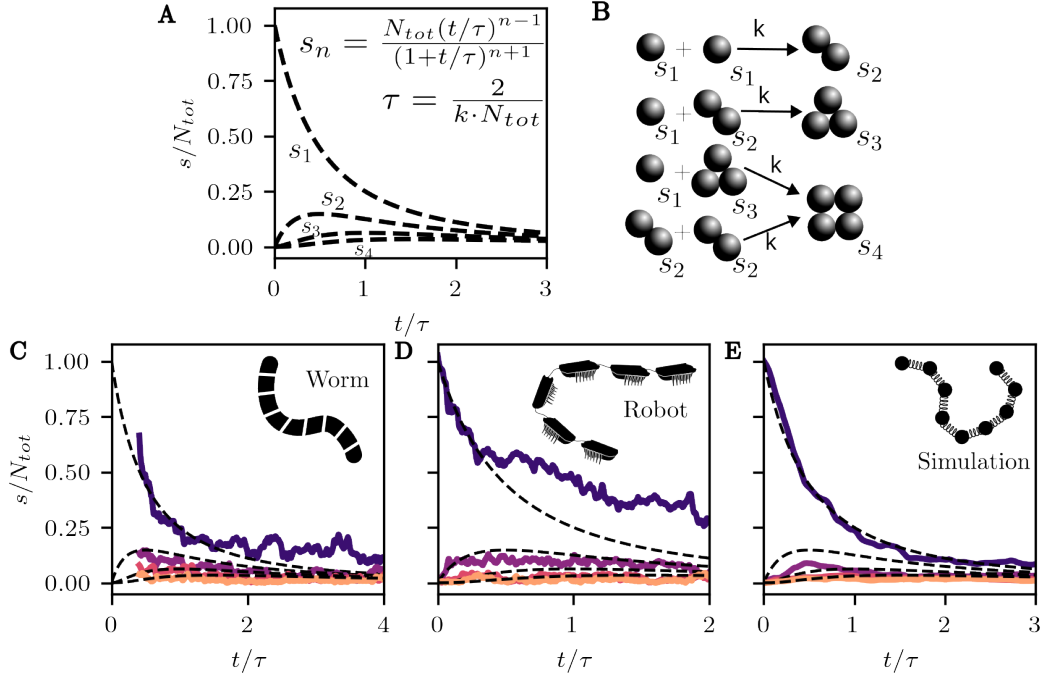 A
s_n = N_tot(t/τ)^{n−1} / (1+t/τ)^{n+1}
τ = 2 / k·N_tot
s/N_tot
1.00
0.75
0.50
0.25
0.00
s_1
s_2
s_3
s_4
0 1 2 3
t/τ
B
s_1 + s_1 k s_2
s_1 + s_2 k s_3
s_1 + s_3 k
s_2 + s_2 k s_4
C
Worm
s/N_tot
1.00
0.75
0.50
0.25
0.00
0 2 4
t/τ
D
Robot
0 1 2
t/τ
E
Simulation
0 1 2 3
t/τ